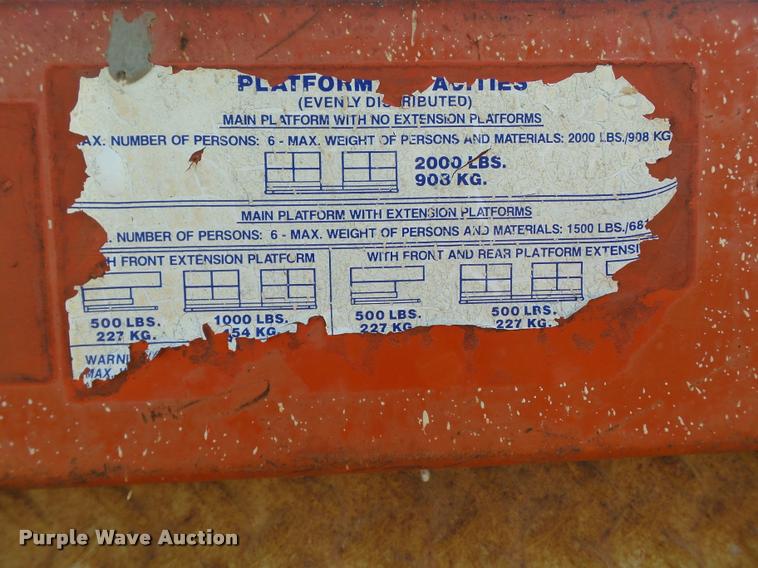 PLATFORM ACITIES
(EVENLY DISTRIBUTED)
MAIN PLATFORM WITH NO EXTENSION PLATFORMS
AX. NUMBER OF PERSONS: 6 - MAX. WEIGHT OF PERSONS AND MATERIALS: 2000 LBS./908 KG
2000 LBS.
908 KG.
MAIN PLATFORM WITH EXTENSION PLATFORMS
. NUMBER OF PERSONS: 6 - MAX. WEIGHT OF PERSONS AND MATERIALS: 1500 LBS./681
H FRONT EXTENSION PLATFORM
500 LBS.
227 KG.
1000 LBS.
454 KG.
WITH FRONT AND REAR PLATFORM EXTENSI
500 LBS.
227 KG.
500 LBS.
227 KG.
WARNI
MAX.
Purple Wave Auction